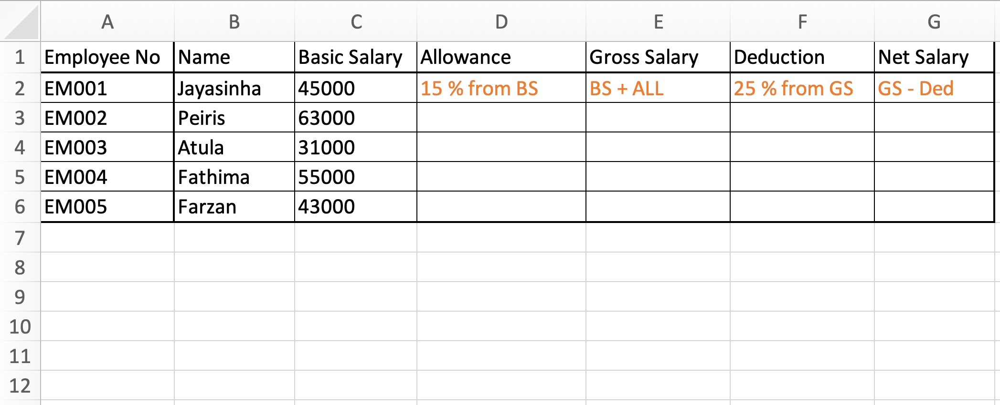 A B C D E F G
1 Employee No Name Basic Salary Allowance Gross Salary Deduction Net Salary
2 EM001 Jayasinha 45000 15 % from BS BS + ALL 25 % from GS GS - Ded
3 EM002 Peiris 63000
4 EM003 Atula 31000
5 EM004 Fathima 55000
6 EM005 Farzan 43000
7
8
9
10
11
12